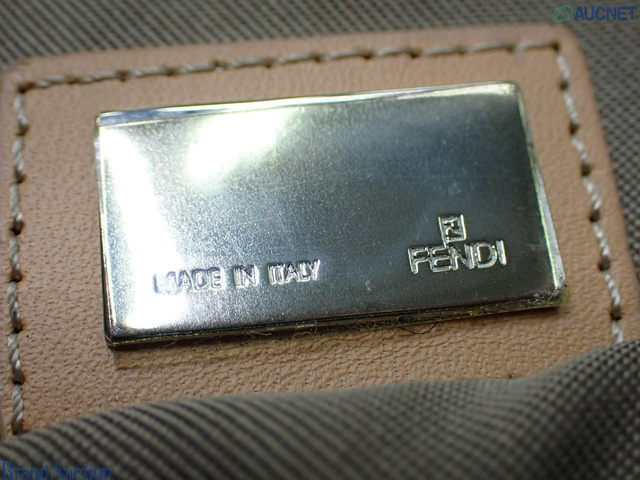 AUCNET
MADE IN ITALY
FENDI
Brand Auction